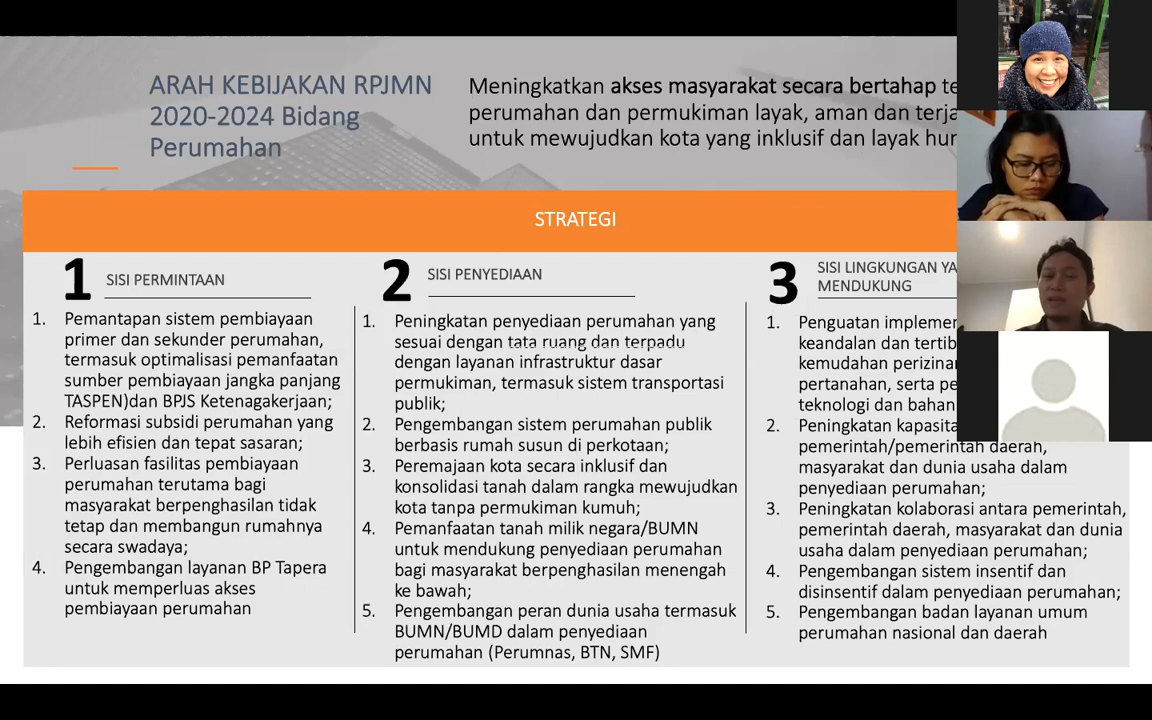 ARAH KEBIJAKAN RPJMN
2020-2024 Bidang
Perumahan
Meningkatkan akses masyarakat secara bertahap
perumahan dan permukiman layak, aman dan
untuk mewujudkan kota yang inklusif dan layak
STRATEGI
1 SISI PERMINTAAN
1. Pemantapan sistem pembiayaan
primer dan sekunder perumahan,
termasuk optimalisasi pemanfaatan
sumber pembiayaan jangka panjang
TASPEN)dan BPJS Ketenagakerjaan;
2. Reformasi subsidi perumahan yang
lebih efisien dan tepat sasaran;
3. Perluasan fasilitas pembiayaan
perumahan terutama bagi
masyarakat berpenghasilan tidak
tetap dan membangun rumahnya
secara swadaya;
4. Pengembangan layanan BP Tapera
untuk memperluas akses
pembiayaan perumahan
2 SISI PENYEDIAAN
1. Peningkatan penyediaan perumahan yang
sesuai dengan tata ruang dan terpadu
dengan layanan infrastruktur dasar
permukiman, termasuk sistem transportasi
publik;
2. Pengembangan sistem perumahan publik
berbasis rumah susun di perkotaan;
3. Peremajaan kota secara inklusif dan
konsolidasi tanah dalam rangka mewujudkan
kota tanpa permukiman kumuh;
4. Pemanfaatan tanah milik negara/BUMN
untuk mendukung penyediaan perumahan
bagi masyarakat berpenghasilan menengah
ke bawah;
5. Pengembangan peran dunia usaha termasuk
BUMN/BUMD dalam penyediaan
perumahan (Perumnas, BTN, SMF)
3 SISI LINGKUNGAN
MENDUKUNG
1. Penguatan
keandalan dan
kemudahan
pertanahan, serta
teknologi dan bahan
2. Peningkatan
pemerintah/pemerintah daerah,
masyarakat dan dunia usaha dalam
penyediaan perumahan;
3. Peningkatan kolaborasi antara pemerintah,
pemerintah daerah, masyarakat dan dunia
usaha dalam penyediaan perumahan;
4. Pengembangan sistem insentif dan
disinsentif dalam penyediaan perumahan;
5. Pengembangan badan layanan umum
perumahan nasional dan daerah